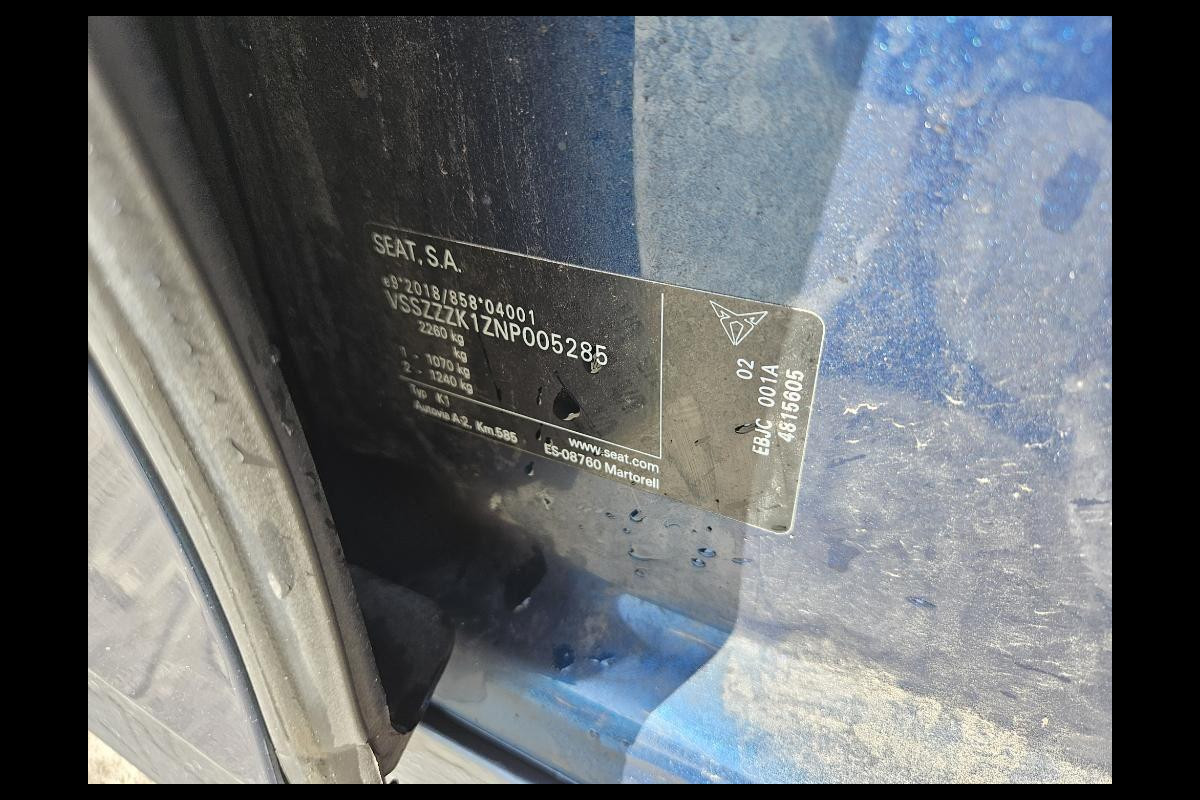 SEAT, S.A.
e9*2018/858*04001
VSSZZZK1ZNP005285
2260 kg
kg
1 - 1070 kg
2 - 1240 kg
Typ K1
Autovia A-2, Km.585
www.seat.com
ES-08760 Martorell
02
EBJC 001A
4815605